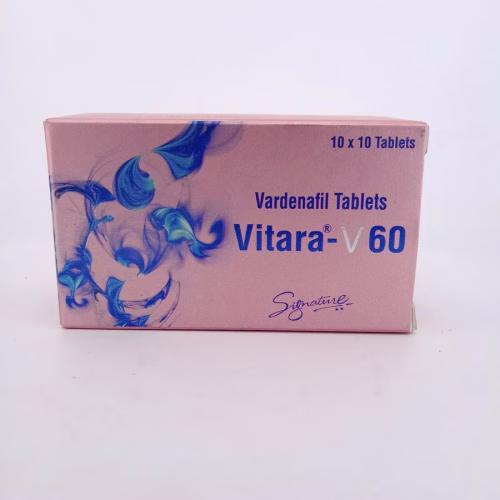 10 x 10 Tablets
Vardenafil Tablets
Vitara®-V 60
Signature